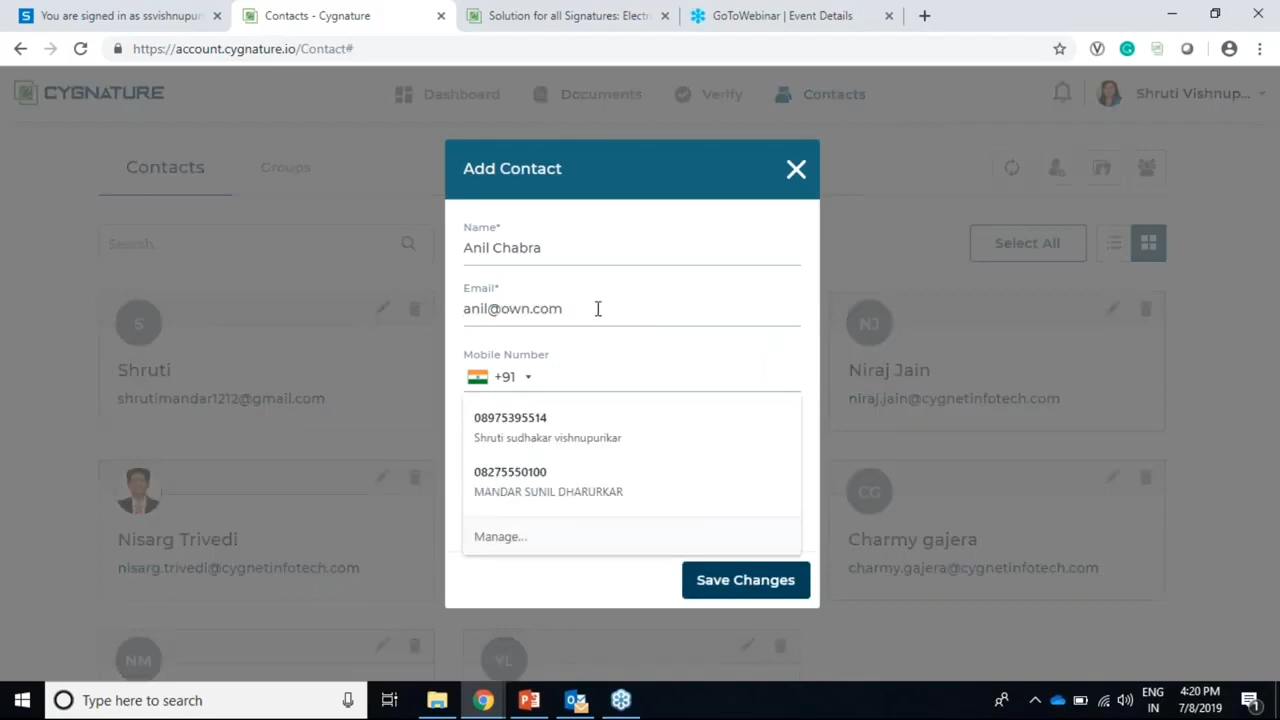 You are signed in as ssvishnupur
Contacts - Cygnature
Solution for all Signatures: Electr
GoToWebinar | Event Details
https://account.cygnature.io/Contact#
CYGNATURE
Dashboard
Documents
Verify
Contacts
Shruti Vishnup...
Contacts
Groups
Add Contact
Search
Select All
Name*
Anil Chabra
Email*
anil@own.com
Mobile Number
+91
08975395514
Shruti sudhakar vishnupurikar
08275550100
MANDAR SUNIL DHARURKAR
Manage...
Save Changes
S
Shruti
shrutimandar1212@gmail.com
NJ
Niraj Jain
niraj.jain@cygnetinfotech.com
Nisarg Trivedi
nisarg.trivedi@cygnetinfotech.com
CG
Charmy gajera
charmy.gajera@cygnetinfotech.com
NM
YL
Type here to search
ENG
IN
4:20 PM
7/8/2019
1